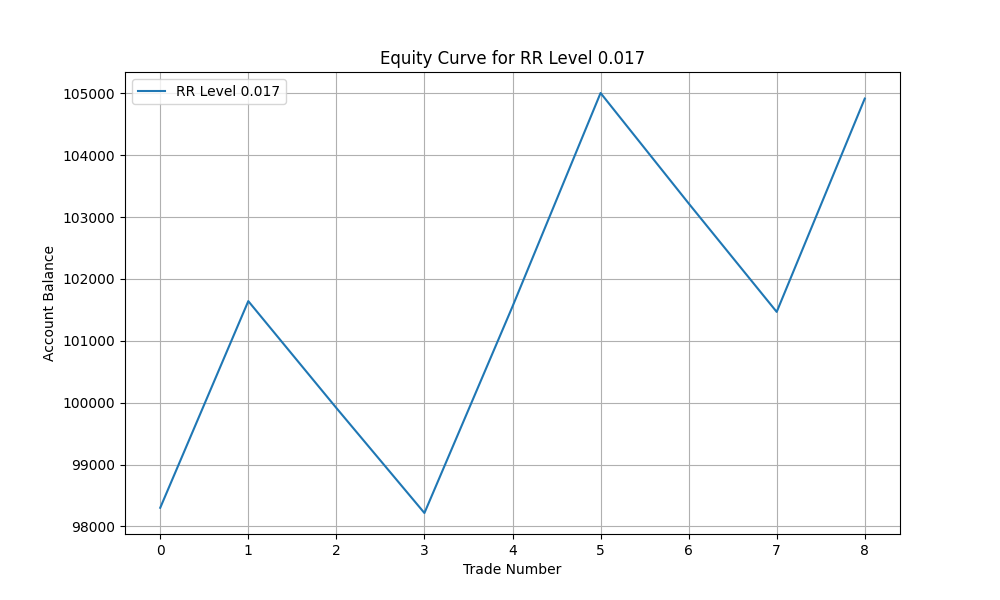 Equity Curve for RR Level 0.017
RR Level 0.017
105000
104000
103000
102000
101000
100000
99000
98000
Account Balance
0 1 2 3 4 5 6 7 8
Trade Number